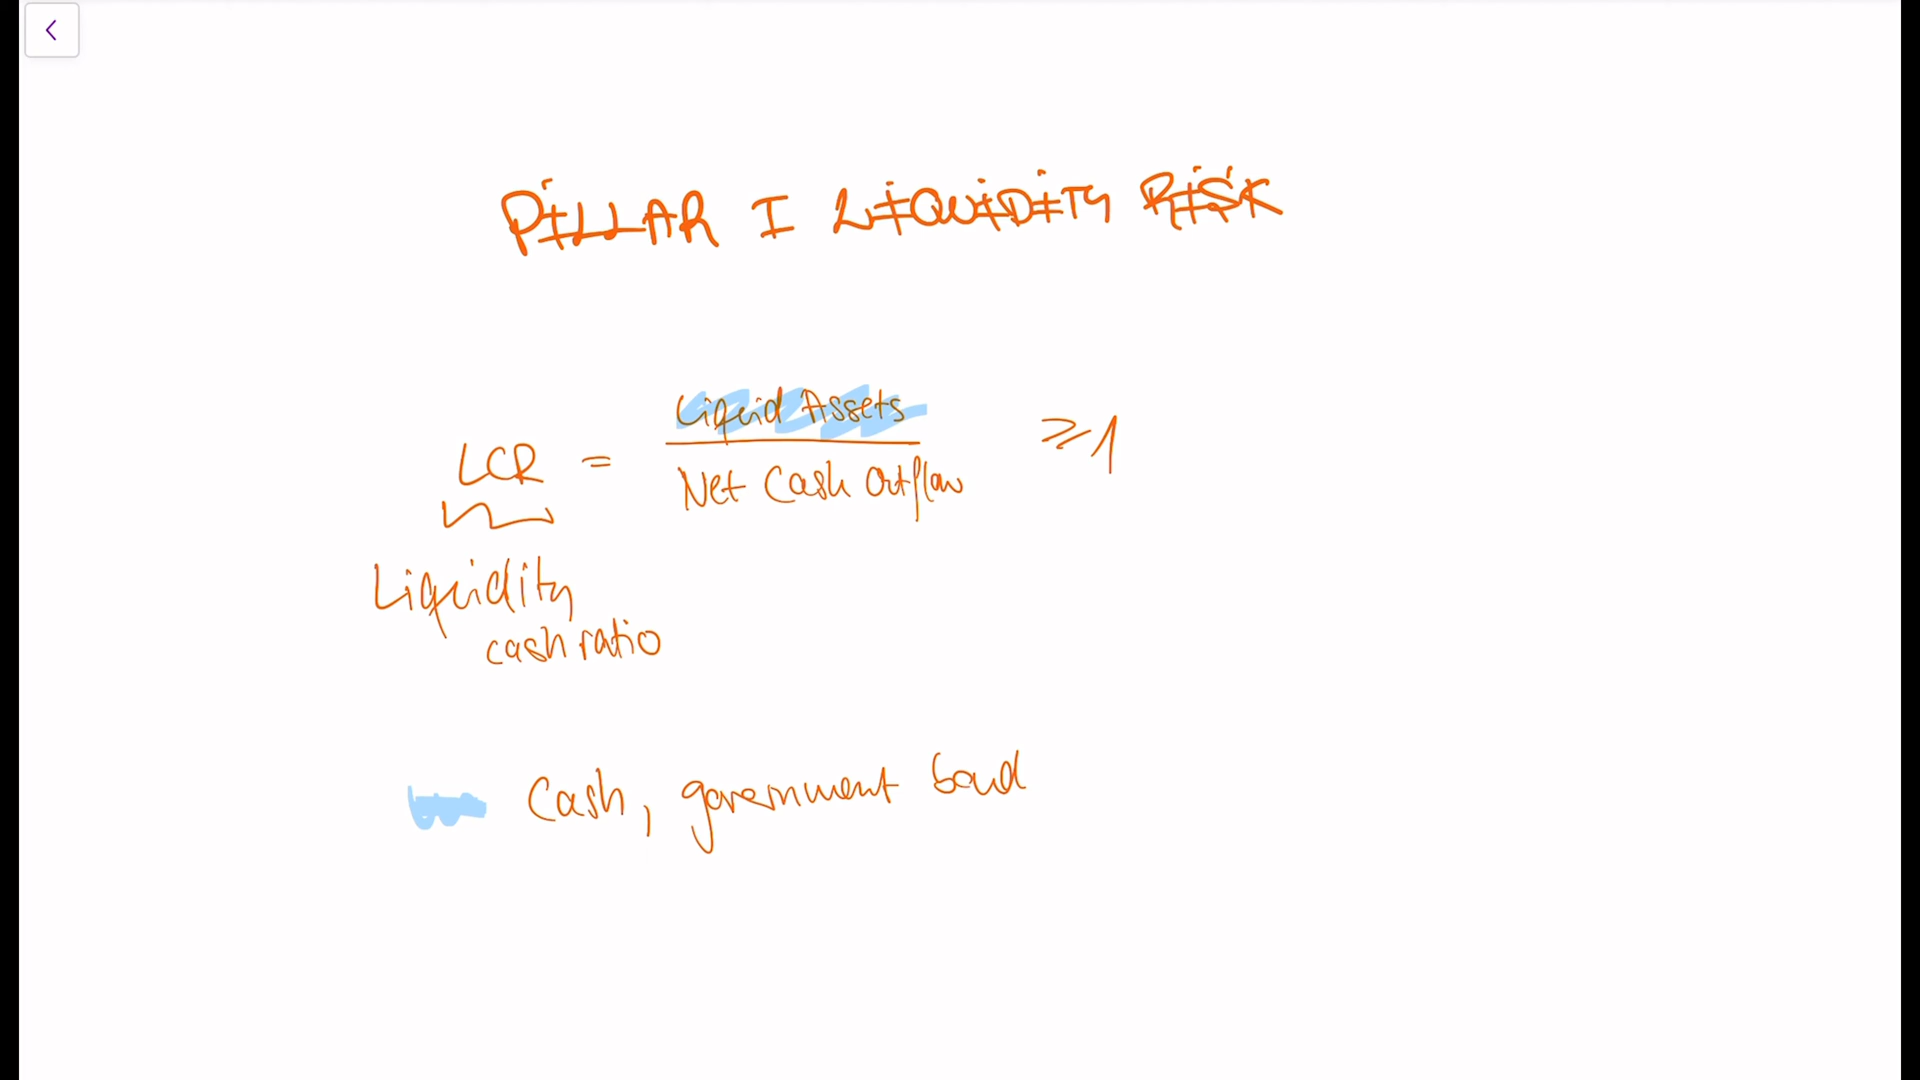 PILLAR I LIQUIDITY RISK
Liquid Assets
LCR = ≥1
Net Cash Outflow
Liquidity
cash ratio
Cash, government bond